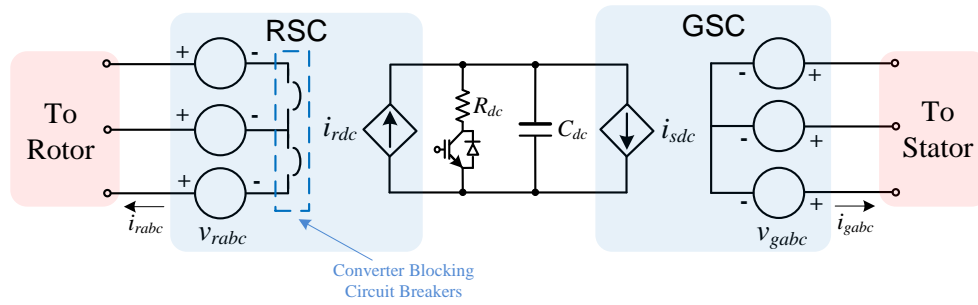 RSC
GSC
+ -
- +
To
Rotor
+ -
i_rdc
R_dc
C_dc
i_sdc
- +
To
Stator
+ -
- +
i_rabc
v_rabc
v_gabc
i_gabc
Converter Blocking
Circuit Breakers